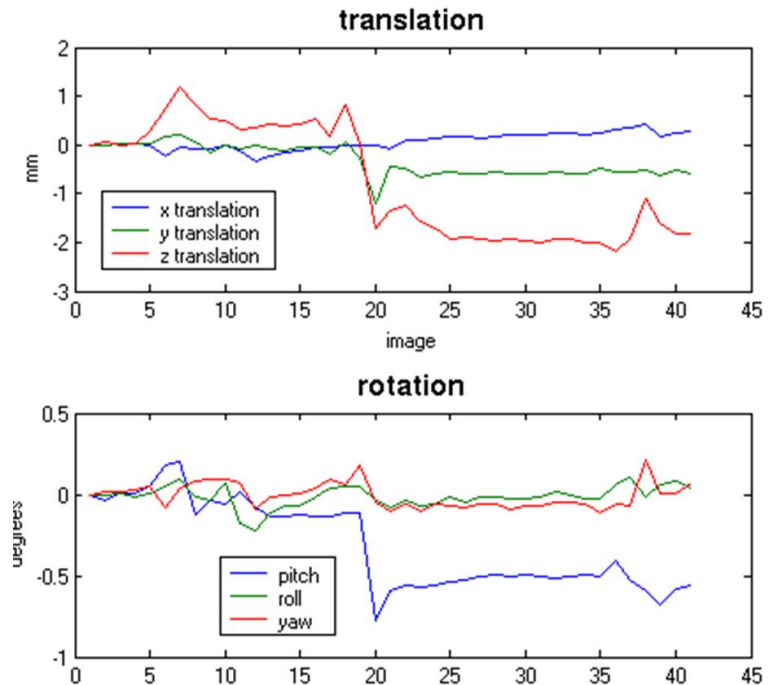 translation
2
1
0
-1
-2
-3
mm
x translation
y translation
z translation
0 5 10 15 20 25 30 35 40 45
image
rotation
0.5
0
-0.5
-1
degrees
pitch
roll
yaw
0 5 10 15 20 25 30 35 40 45